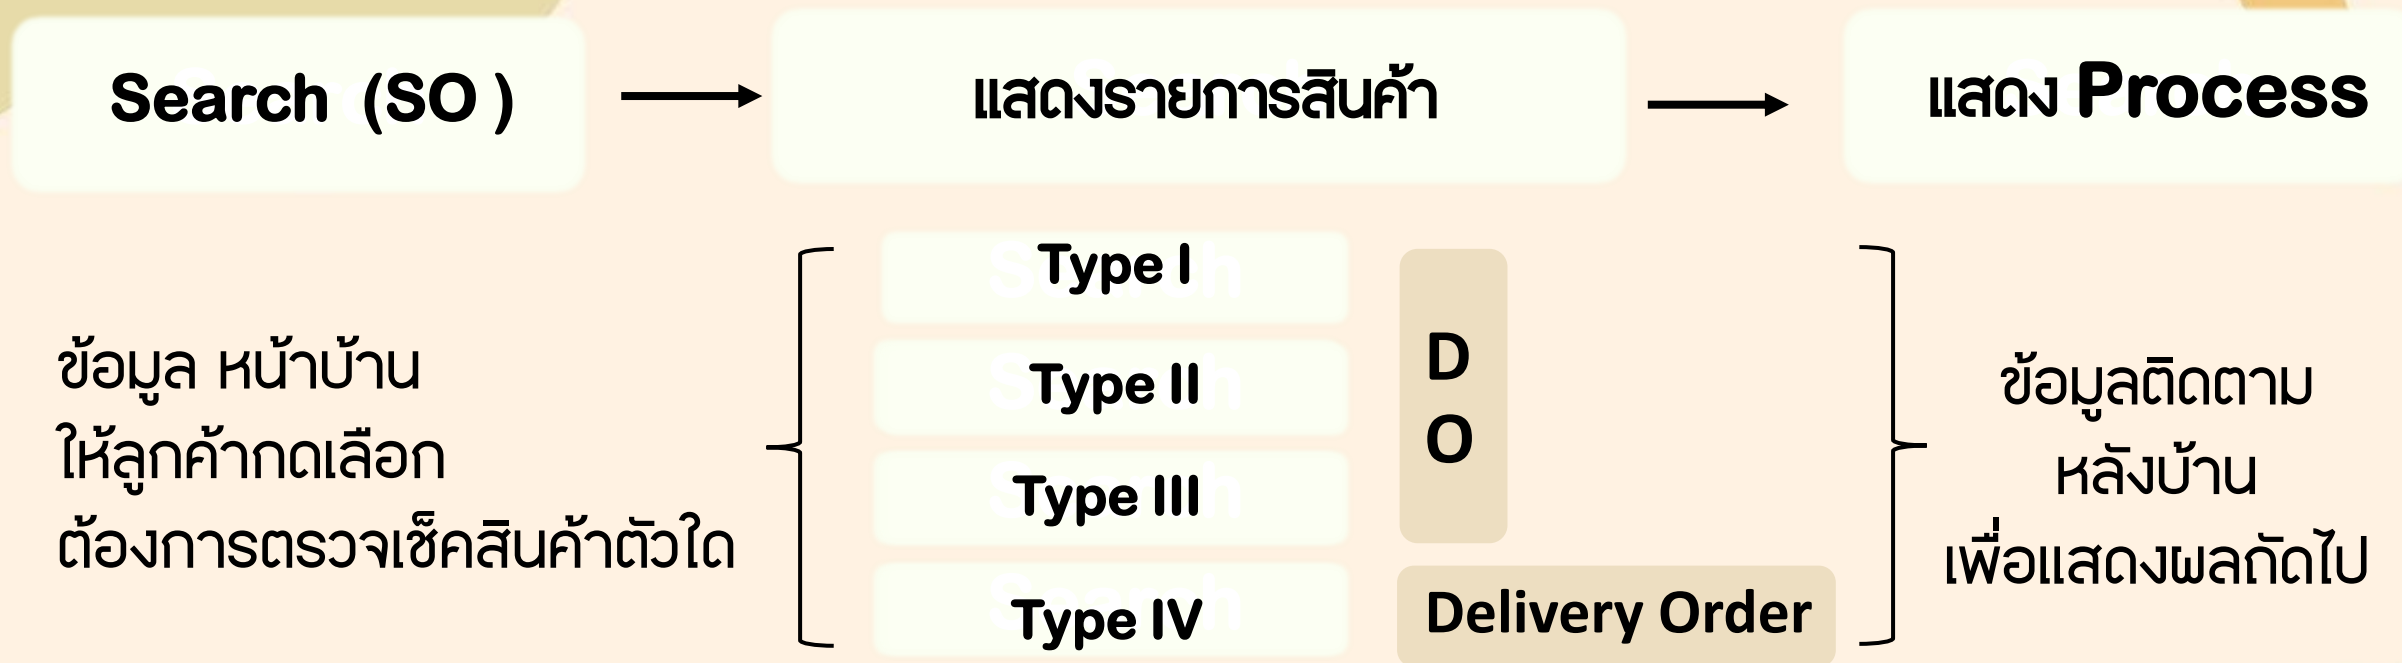 Search (SO )
แสดงรายการสินค้า
แสดง Process
ข้อมูล หน้าบ้าน
ให้ลูกค้ากดเลือก
ต้องการตรวจเช็คสินค้าตัวใด
Type I
Type II
Type III
Type IV
D
O
Delivery Order
ข้อมูลติดตาม
หลังบ้าน
เพื่อแสดงผลถัดไป